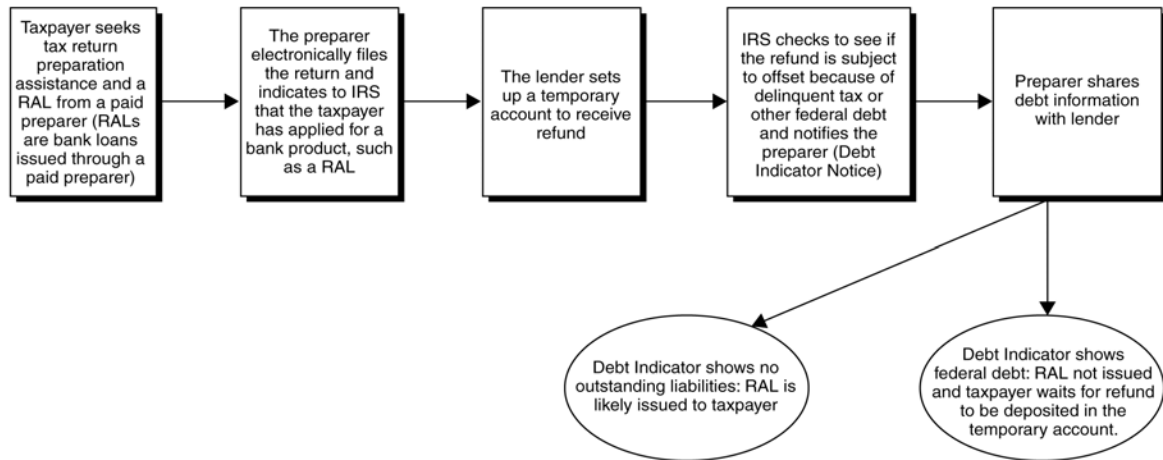 Taxpayer seeks
tax return
preparation
assistance and a
RAL from a paid
preparer (RALs
are bank loans
issued through a
paid preparer)
The preparer
electronically files
the return and
indicates to IRS
that the taxpayer
has applied for a
bank product, such
as a RAL
The lender sets
up a temporary
account to receive
refund
IRS checks to see if
the refund is subject
to offset because of
delinquent tax or
other federal debt
and notifies the
preparer (Debt
Indicator Notice)
Preparer shares
debt information
with lender
Debt Indicator shows no
outstanding liabilities: RAL is
likely issued to taxpayer
Debt Indicator shows
federal debt: RAL not issued
and taxpayer waits for refund
to be deposited in the
temporary account.